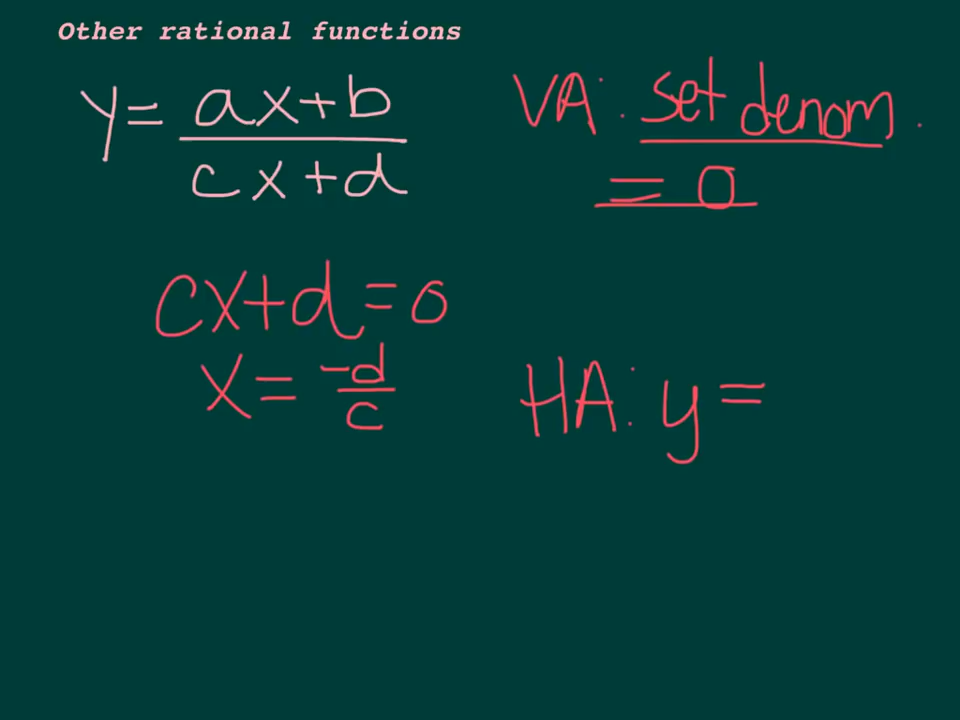 Other rational functions
y = ax+b / cx+d
VA: set denom.
= 0
cx+d=0
x = -d/c
HA: y =